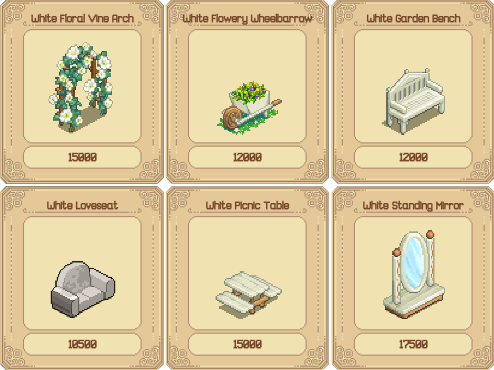 White Floral Vine Arch
White Flowery Wheelbarrow
White Garden Bench
15000
12000
12000
White Loveseat
White Picnic Table
White Standing Mirror
10500
15000
17500